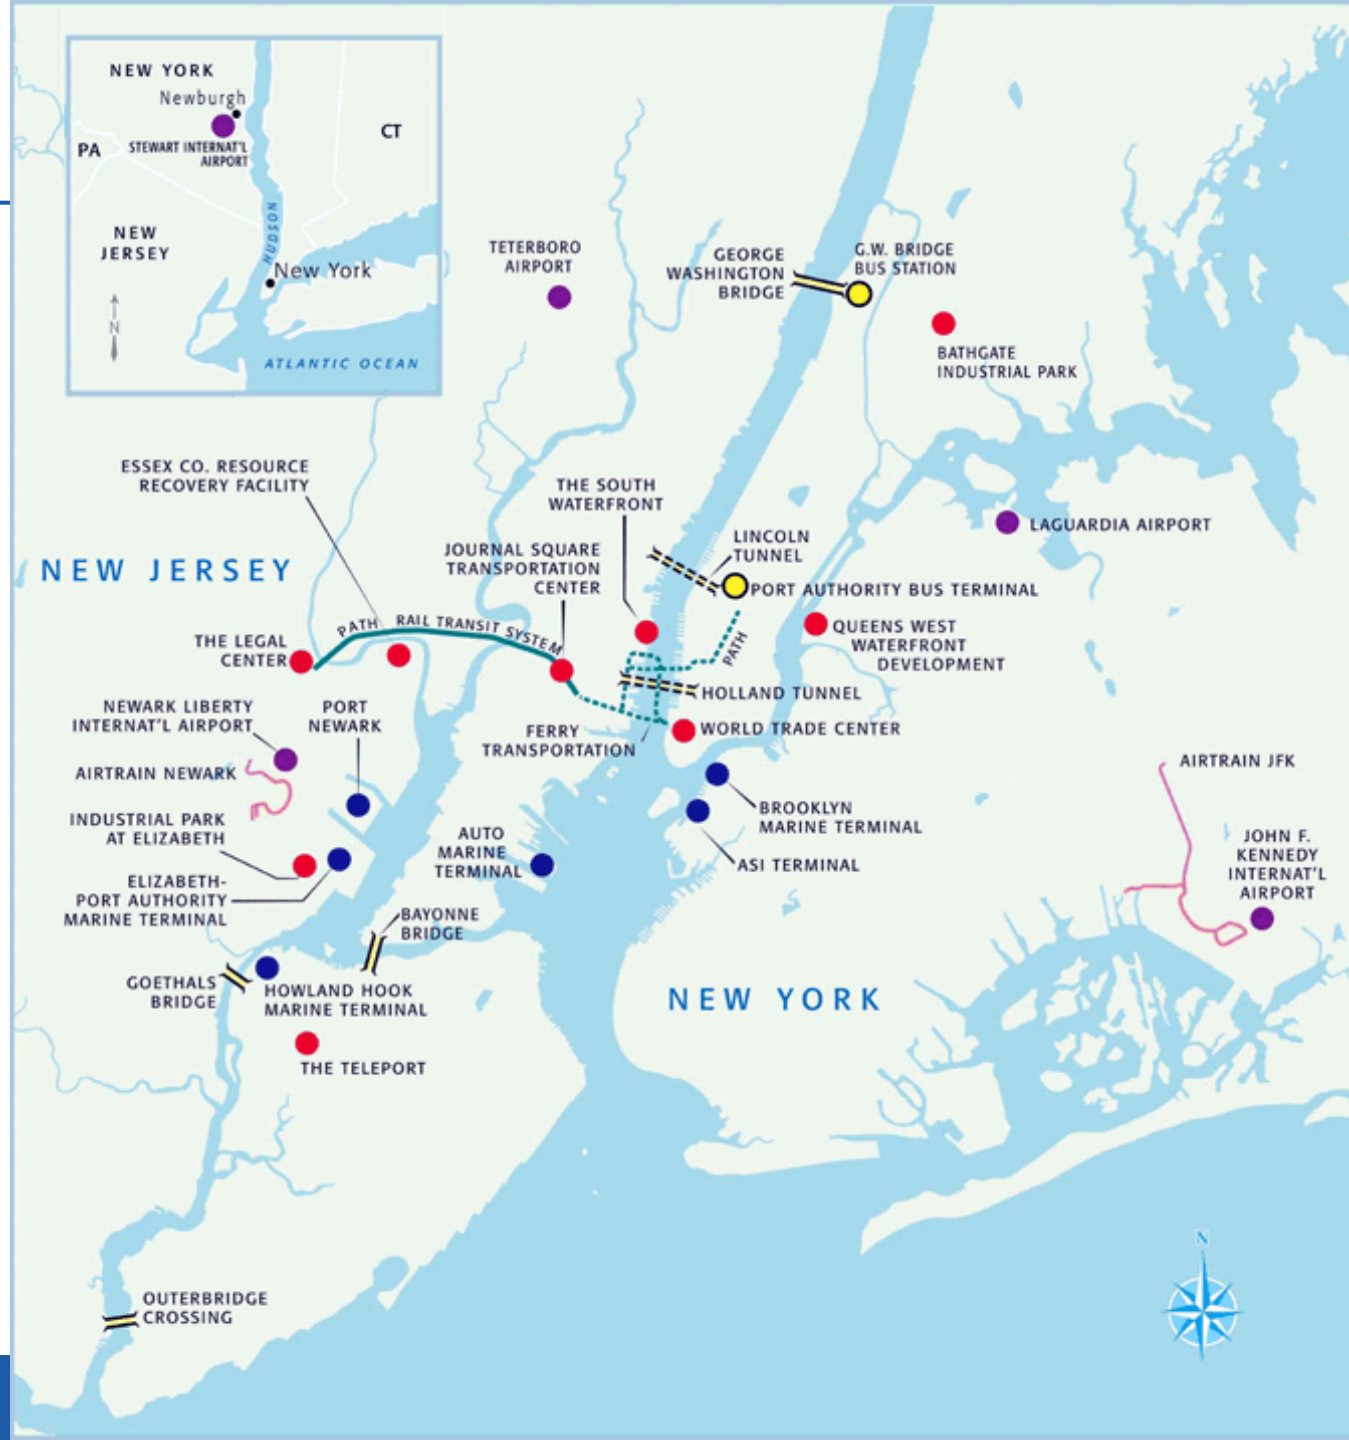 NEW YORK
Newburgh
CT
PA
STEWART INTERNAT'L
AIRPORT
HUDSON
NEW
JERSEY
New York
N
ATLANTIC OCEAN
TETERBORO
AIRPORT
GEORGE
WASHINGTON
BRIDGE
G.W. BRIDGE
BUS STATION
BATHGATE
INDUSTRIAL PARK
ESSEX CO. RESOURCE
RECOVERY FACILITY
THE SOUTH
WATERFRONT
LAGUARDIA AIRPORT
LINCOLN
TUNNEL
JOURNAL SQUARE
TRANSPORTATION
CENTER
NEW JERSEY
PORT AUTHORITY BUS TERMINAL
PATH RAIL TRANSIT SYSTEM
THE LEGAL
CENTER
PATH
QUEENS WEST
WATERFRONT
DEVELOPMENT
HOLLAND TUNNEL
NEWARK LIBERTY
INTERNAT'L AIRPORT
PORT
NEWARK
FERRY
TRANSPORTATION
WORLD TRADE CENTER
AIRTRAIN NEWARK
AIRTRAIN JFK
INDUSTRIAL PARK
AT ELIZABETH
AUTO
MARINE
TERMINAL
BROOKLYN
MARINE TERMINAL
ASI TERMINAL
JOHN F.
KENNEDY
INTERNAT'L
AIRPORT
ELIZABETH-
PORT AUTHORITY
MARINE TERMINAL
BAYONNE
BRIDGE
GOETHALS
BRIDGE
HOWLAND HOOK
MARINE TERMINAL
NEW YORK
THE TELEPORT
N
OUTERBRIDGE
CROSSING